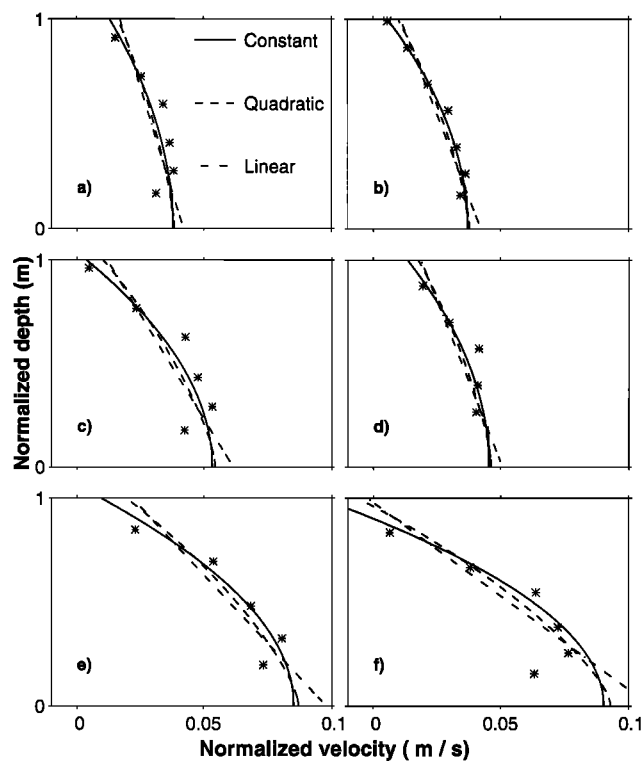 1
Constant
Quadratic
Linear
a)
b)
0
1
c)
d)
0
1
e)
f)
0
0 0.05 0.1 0 0.05 0.1
Normalized depth (m)
Normalized velocity ( m / s)